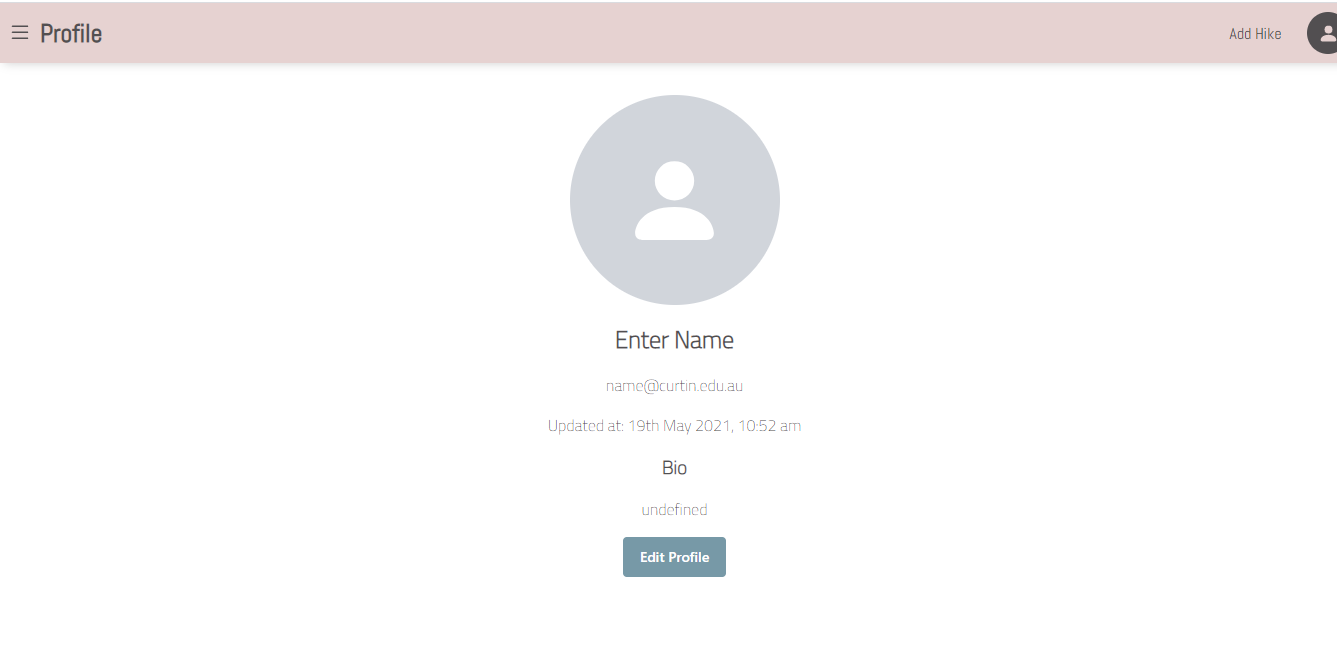 Profile
Add Hike
Enter Name
name@curtin.edu.au
Updated at: 19th May 2021, 10:52 am
Bio
undefined
Edit Profile